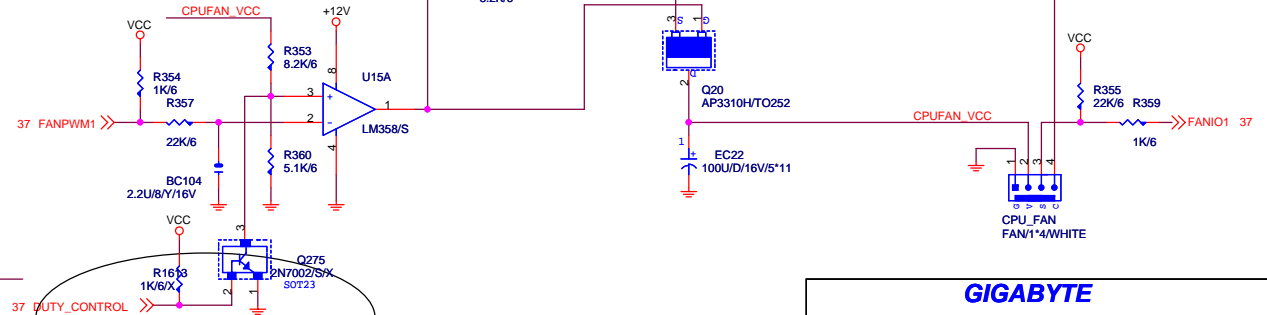 CPUFAN_VCC
+12V
VCC
R353
8.2K/6
R354
1K/6
R357
22K/6
37 FANPWM1
8
3
+
2
-
1
4
U15A
LM358/S
R360
5.1K/6
BC104
2.2U/8/Y/16V
VCC
3
Q275
2N7002/S/X
SOT23
R1613
1K/6/X
2
1
37 DUTY_CONTROL
3
S
1
G
D
2
Q20
AP3310H/TO252
CPUFAN_VCC
1
+
EC22
100U/D/16V/5*11
VCC
R355
22K/6
R359
1K/6
FANIO1 37
1
2
3
4
G
V
S
C
CPU_FAN
FAN/1*4/WHITE
GIGABYTE